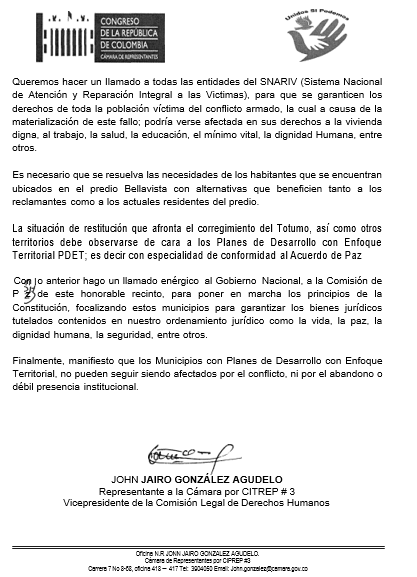 CONGRESO
DE LA REPÚBLICA
DE COLOMBIA
CÁMARA DE REPRESENTANTES
Unidos Si Podemos
Queremos hacer un llamado a todas las entidades del SNARIV (Sistema Nacional
de Atención y Reparación Integral a las Victimas), para que se garanticen los
derechos de toda la población víctima del conflicto armado, la cual a causa de la
materialización de este fallo; podría verse afectada en sus derechos a la vivienda
digna, al trabajo, la salud, la educación, el mínimo vital, la dignidad Humana, entre
otros.
Es necesario que se resuelva las necesidades de los habitantes que se encuentran
ubicados en el predio Bellavista con alternativas que beneficien tanto a los
reclamantes como a los actuales residentes del predio.
La situación de restitución que afronta el corregimiento del Totumo, así como otros
territorios debe observarse de cara a los Planes de Desarrollo con Enfoque
Territorial PDET; es decir con especialidad de conformidad al Acuerdo de Paz
Con lo anterior hago un llamado enérgico al Gobierno Nacional, a la Comisión de
P z de este honorable recinto, para poner en marcha los principios de la
Constitución, focalizando estos municipios para garantizar los bienes jurídicos
tutelados contenidos en nuestro ordenamiento jurídico como la vida, la paz, la
dignidad humana, la seguridad, entre otros.
Finalmente, manifiesto que los Municipios con Planes de Desarrollo con Enfoque
Territorial, no pueden seguir siendo afectados por el conflicto, ni por el abandono o
débil presencia institucional.
JOHN JAIRO GONZÁLEZ AGUDELO
Representante a la Cámara por CITREP # 3
Vicepresidente de la Comisión Legal de Derechos Humanos
Oficina N.R JONN JAIRO GONZALEZ AGUDELO.
Cámara de Representantes por CIPREP #3
Carrera 7 No 8-68, oficina 416 – 417 Tel: 3904050 Email: John.gonzalez@camara.gov.co